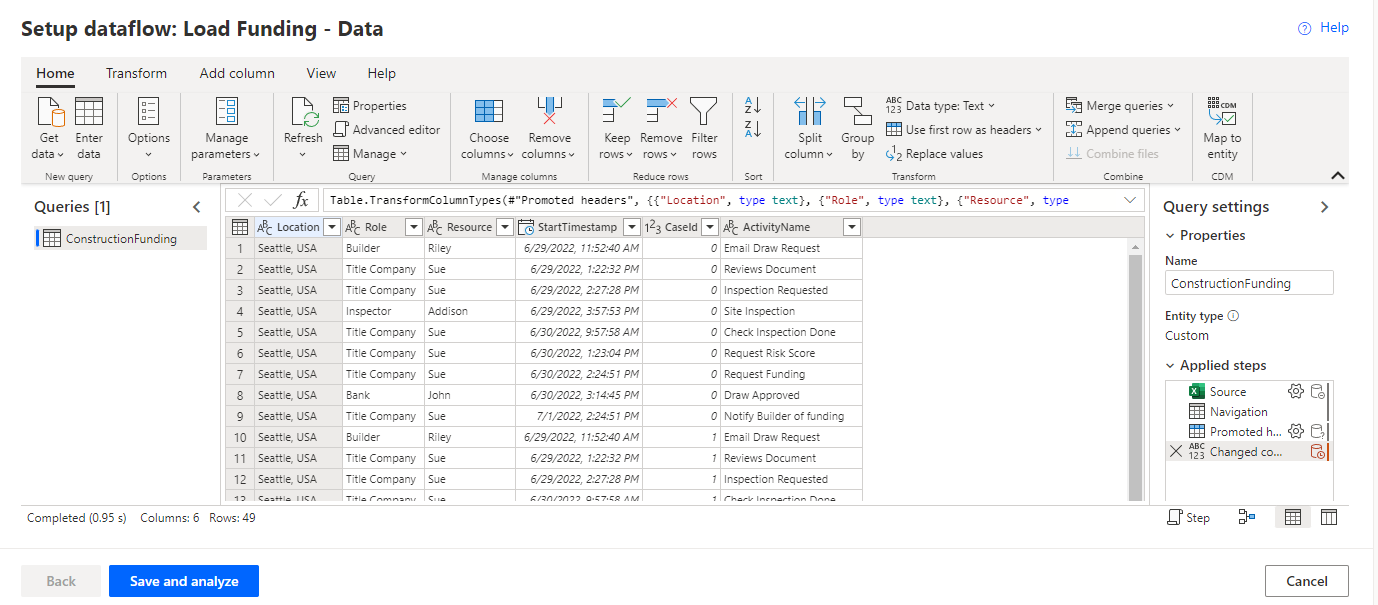 Setup dataflow: Load Funding - Data
Help
Home Transform Add column View Help
Get data
Enter data
New query
Options
Options
Manage parameters
Parameters
Refresh
Properties
Advanced editor
Manage
Query
Choose columns
Remove columns
Manage columns
Keep rows
Remove rows
Filter rows
Reduce rows
Sort
Split column
Group by
Data type: Text
Use first row as headers
Replace values
Transform
Merge queries
Append queries
Combine files
Combine
CDM
Map to entity
CDM
Queries [1]
ConstructionFunding
fx Table.TransformColumnTypes(#"Promoted headers", {{"Location", type text}, {"Role", type text}, {"Resource", type
Location Role Resource StartTimestamp CaseId ActivityName
1 Seattle, USA Builder Riley 6/29/2022, 11:52:40 AM 0 Email Draw Request
2 Seattle, USA Title Company Sue 6/29/2022, 1:22:32 PM 0 Reviews Document
3 Seattle, USA Title Company Sue 6/29/2022, 2:27:28 PM 0 Inspection Requested
4 Seattle, USA Inspector Addison 6/29/2022, 3:57:53 PM 0 Site Inspection
5 Seattle, USA Title Company Sue 6/30/2022, 9:57:58 AM 0 Check Inspection Done
6 Seattle, USA Title Company Sue 6/30/2022, 1:23:04 PM 0 Request Risk Score
7 Seattle, USA Title Company Sue 6/30/2022, 2:24:51 PM 0 Request Funding
8 Seattle, USA Bank John 6/30/2022, 3:14:45 PM 0 Draw Approved
9 Seattle, USA Title Company Sue 7/1/2022, 2:24:51 PM 0 Notify Builder of funding
10 Seattle, USA Builder Riley 6/29/2022, 11:52:40 AM 1 Email Draw Request
11 Seattle, USA Title Company Sue 6/29/2022, 1:22:32 PM 1 Reviews Document
12 Seattle, USA Title Company Sue 6/29/2022, 2:27:28 PM 1 Inspection Requested
13 Seattle, USA Title Company Sue 6/30/2022, 9:57:58 AM 1 Check Inspection Done
Query settings
Properties
Name
ConstructionFunding
Entity type
Custom
Applied steps
Source
Navigation
Promoted h...
Changed co...
Completed (0.95 s) Columns: 6 Rows: 49
Step
Back
Save and analyze
Cancel